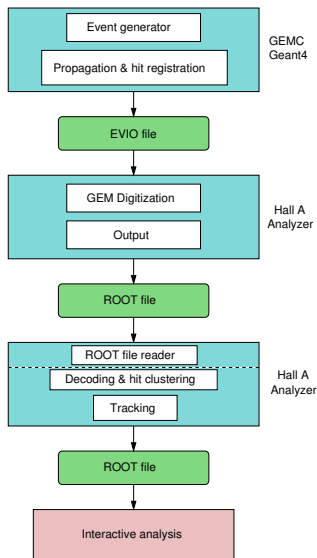 Event generator
GEMC
Geant4
Propagation & hit registration
EVIO file
GEM Digitization
Hall A
Analyzer
Output
ROOT file
ROOT file reader
Decoding & hit clustering
Hall A
Analyzer
Tracking
ROOT file
Interactive analysis